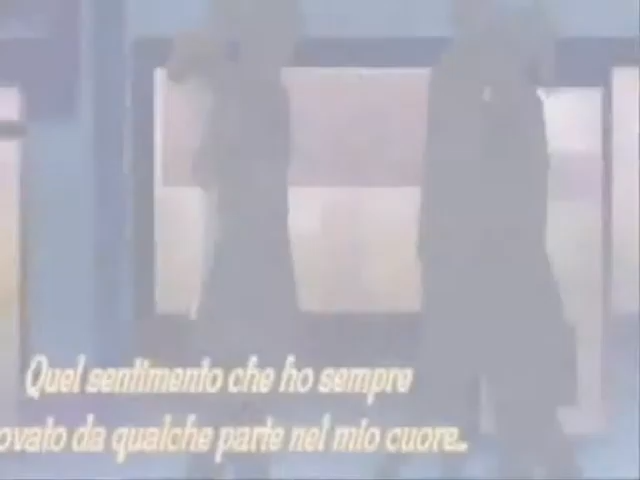 Quel sentimento che ho sempre
ovato da qualche parte nel mio cuore..